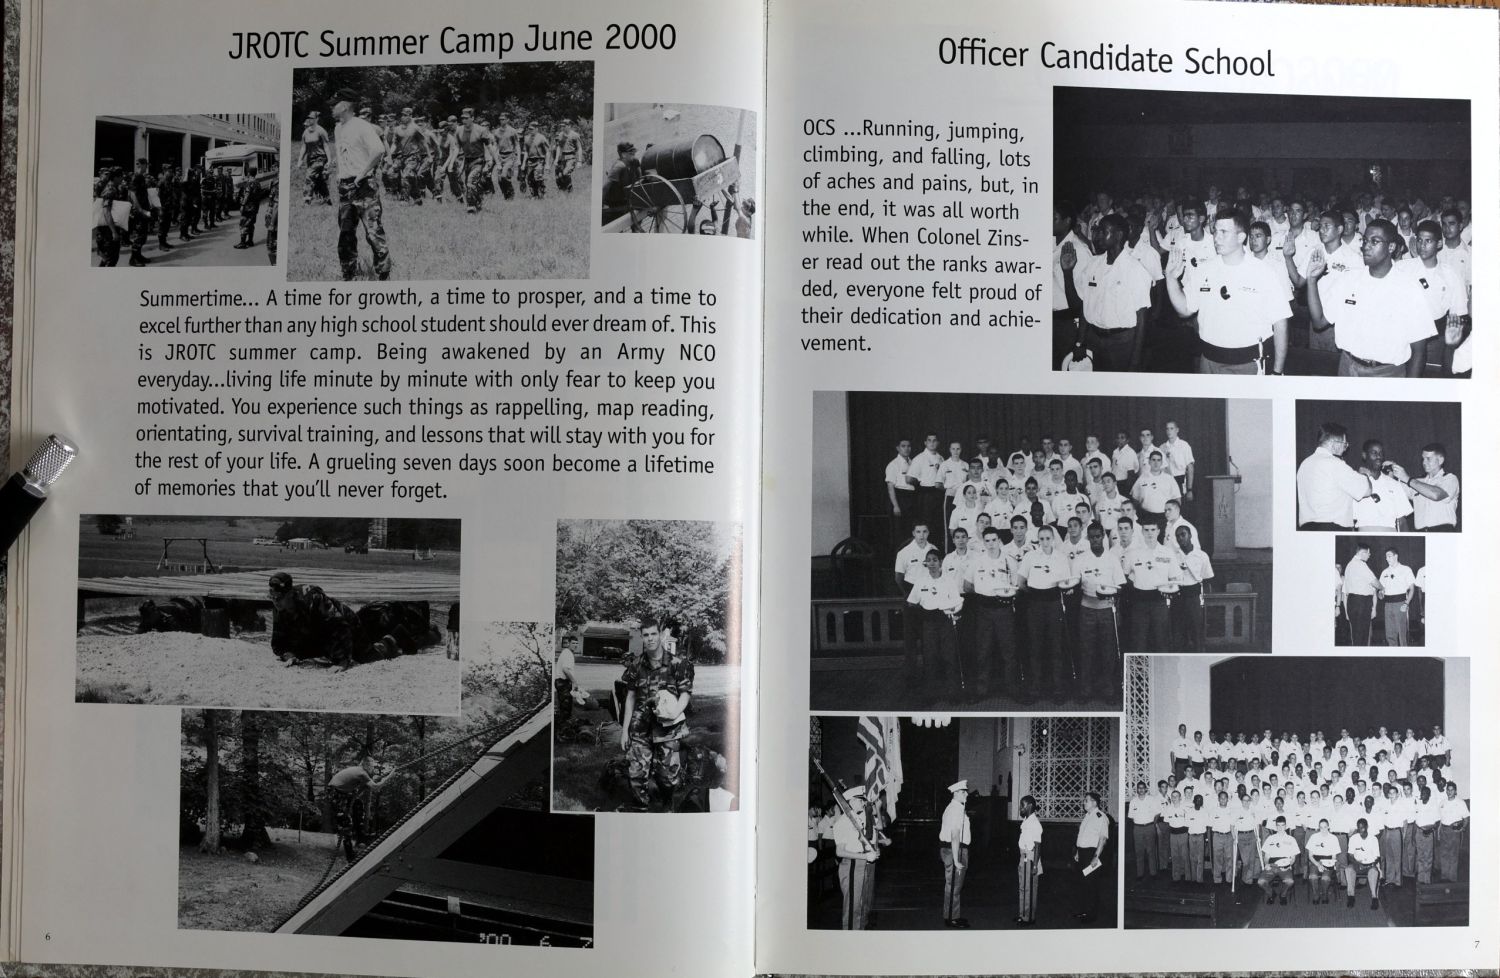 JROTC Summer Camp June 2000
Summertime... A time for growth, a time to prosper, and a time to
excel further than any high school student should ever dream of. This
is JROTC summer camp. Being awakened by an Army NCO
everyday...living life minute by minute with only fear to keep you
motivated. You experience such things as rappelling, map reading,
orientating, survival training, and lessons that will stay with you for
the rest of your life. A grueling seven days soon become a lifetime
of memories that you'll never forget.
'00 6 7
6
Officer Candidate School
OCS ...Running, jumping,
climbing, and falling, lots
of aches and pains, but, in
the end, it was all worth
while. When Colonel Zins-
er read out the ranks awar-
ded, everyone felt proud of
their dedication and achie-
vement.
7